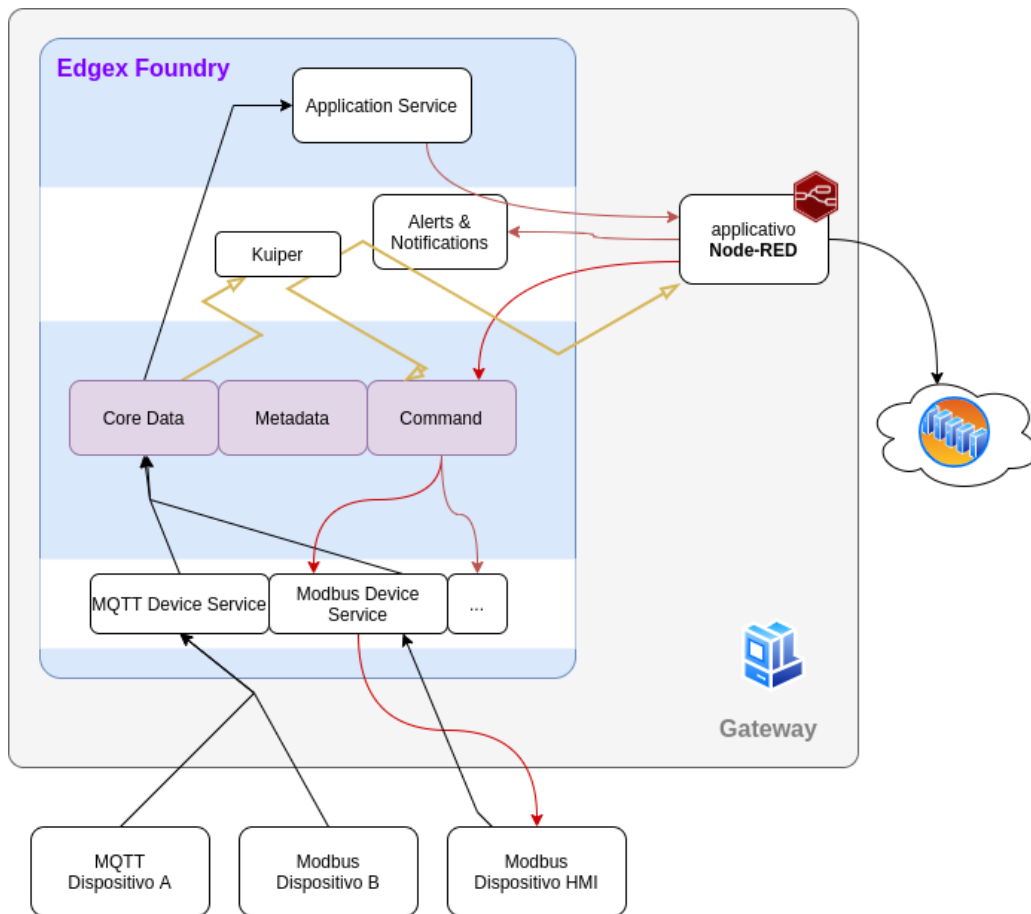 Edgex Foundry
Application Service
Alerts &
Notifications
applicativo
Node-RED
Kuiper
Core Data
Metadata
Command
MQTT Device Service
Modbus Device
Service
...
Gateway
MQTT
Dispositivo A
Modbus
Dispositivo B
Modbus
Dispositivo HMI